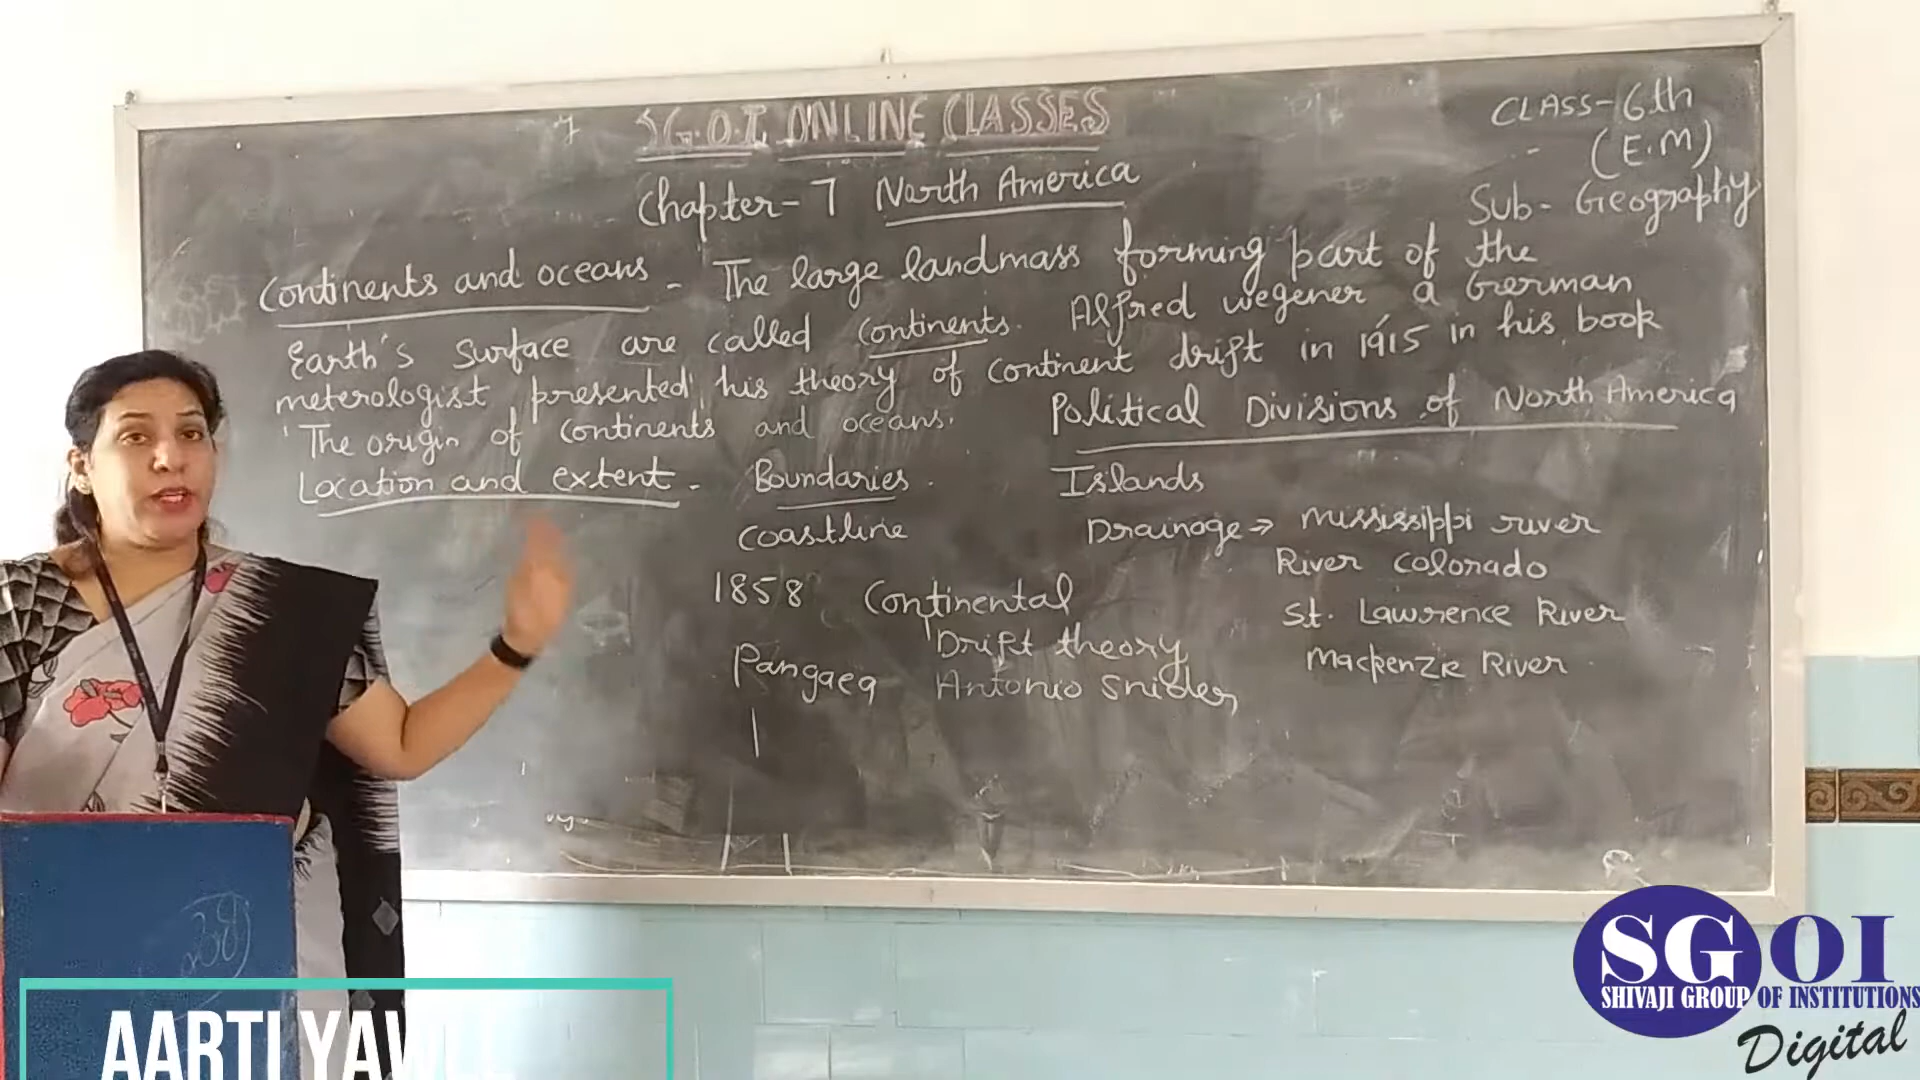 S.G.O.I. ONLINE CLASSES
CLASS-6th
(E.M)
Sub- Geography
Chapter-7 North America
Continents and oceans - The large landmass forming part of the
Earth's surface are called continents. Alfred wegener a German
meterologist presented his theory of continent drift in 1915 in his book
'The origin of continents and oceans.
Political Divisions of North America
Location and extent - Boundaries.
Islands
Coastline
Drainage → Mississippi river
River Colorado
St. Lawrence River
Mackenzie River
1858 Continental
Drift theory
Pangaea Antonio Snider
AARTI
SGOI
SHIVAJI GROUP OF INSTITUTIONS
Digital